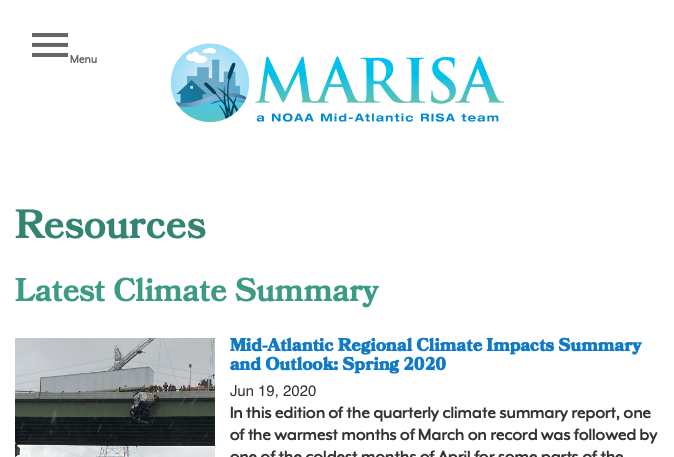 Menu
MARISA
a NOAA Mid-Atlantic RISA team
Resources
Latest Climate Summary
Mid-Atlantic Regional Climate Impacts Summary
and Outlook: Spring 2020
Jun 19, 2020
In this edition of the quarterly climate summary report, one
of the warmest months of March on record was followed by
one of the coldest months of April for some parts of the